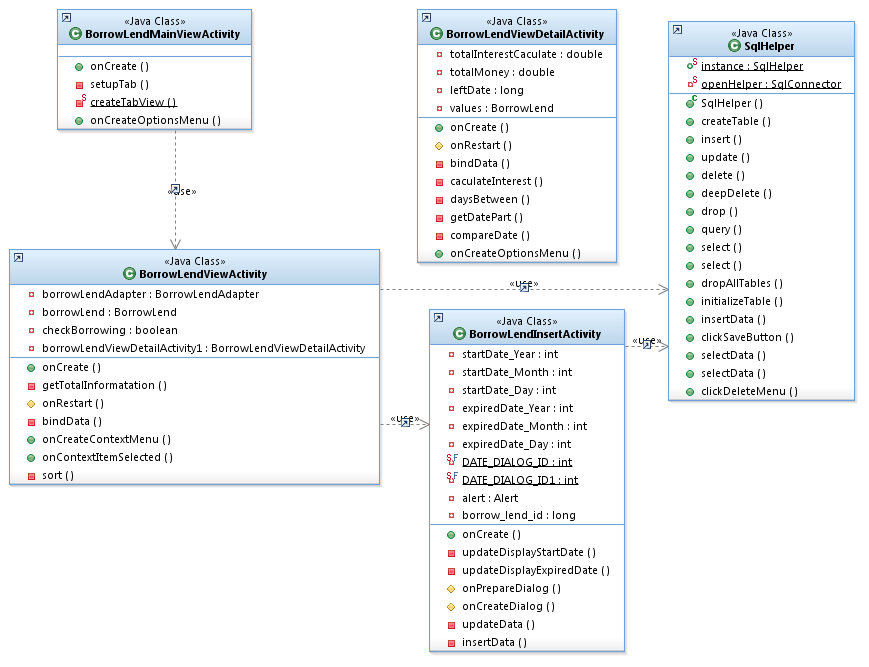 «Java Class»
BorrowLendMainViewActivity
onCreate ( )
setupTab ( )
createTabView ( )
onCreateOptionsMenu ( )
«use»
«Java Class»
BorrowLendViewDetailActivity
totalInterestCaculate : double
totalMoney : double
leftDate : long
values : BorrowLend
onCreate ( )
onRestart ( )
bindData ( )
caculateInterest ( )
daysBetween ( )
getDatePart ( )
compareDate ( )
onCreateOptionsMenu ( )
«Java Class»
SqlHelper
instance : SqlHelper
openHelper : SqlConnector
SqlHelper ( )
createTable ( )
insert ( )
update ( )
delete ( )
deepDelete ( )
drop ( )
query ( )
select ( )
select ( )
dropAllTables ( )
initializeTable ( )
insertData ( )
clickSaveButton ( )
selectData ( )
selectData ( )
clickDeleteMenu ( )
«Java Class»
BorrowLendViewActivity
borrowLendAdapter : BorrowLendAdapter
borrowLend : BorrowLend
checkBorrowing : boolean
borrowLendViewDetailActivity1 : BorrowLendViewDetailActivity
onCreate ( )
getTotalInformatation ( )
onRestart ( )
bindData ( )
onCreateContextMenu ( )
onContextItemSelected ( )
sort ( )
«use»
«use»
«Java Class»
BorrowLendInsertActivity
startDate_Year : int
startDate_Month : int
startDate_Day : int
expiredDate_Year : int
expiredDate_Month : int
expiredDate_Day : int
DATE_DIALOG_ID : int
DATE_DIALOG_ID1 : int
alert : Alert
borrow_lend_id : long
onCreate ( )
updateDisplayStartDate ( )
updateDisplayExpiredDate ( )
onPrepareDialog ( )
onCreateDialog ( )
updateData ( )
insertData ( )
«use»